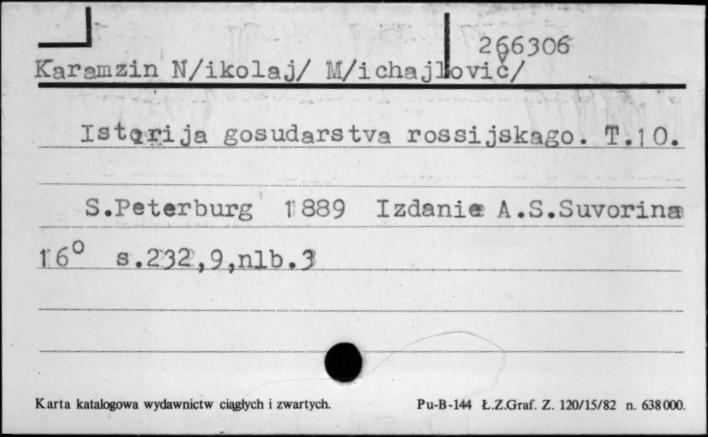 266306
Karamzin N/ikolaj/ M/ichajlovič/
Istorija gosudarstva rossijskago. T.10.
S.Peterburg 1889 Izdanie A.S.Suvorina
16° s.232,9,nlb.3
Karta katalogowa wydawnictw ciągłych i zwartych. Pu-B-144 Ł.Z.Graf. Z. 120/15/82 n. 638000.